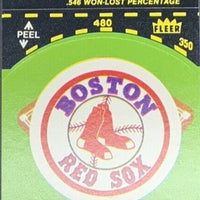 .546 WON-LOST PERCENTAGE
PEEL
480
FLEER
350
BOSTON
RED SOX